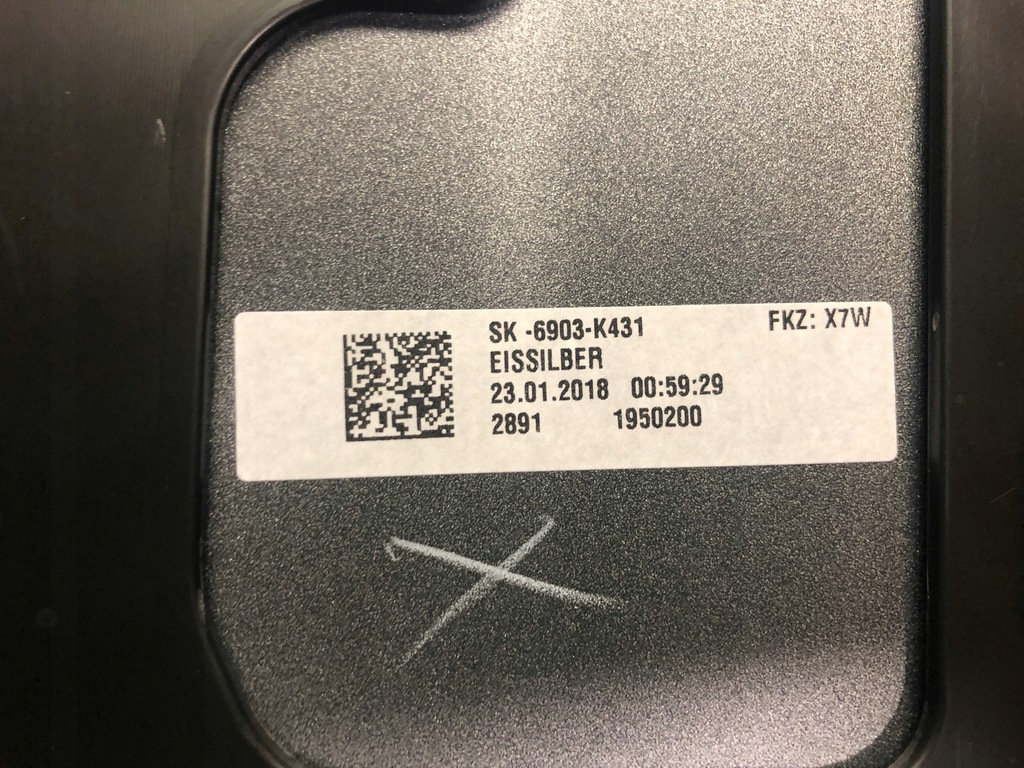 SK -6903-K431 FKZ: X7W
EISSILBER
23.01.2018 00:59:29
2891 1950200